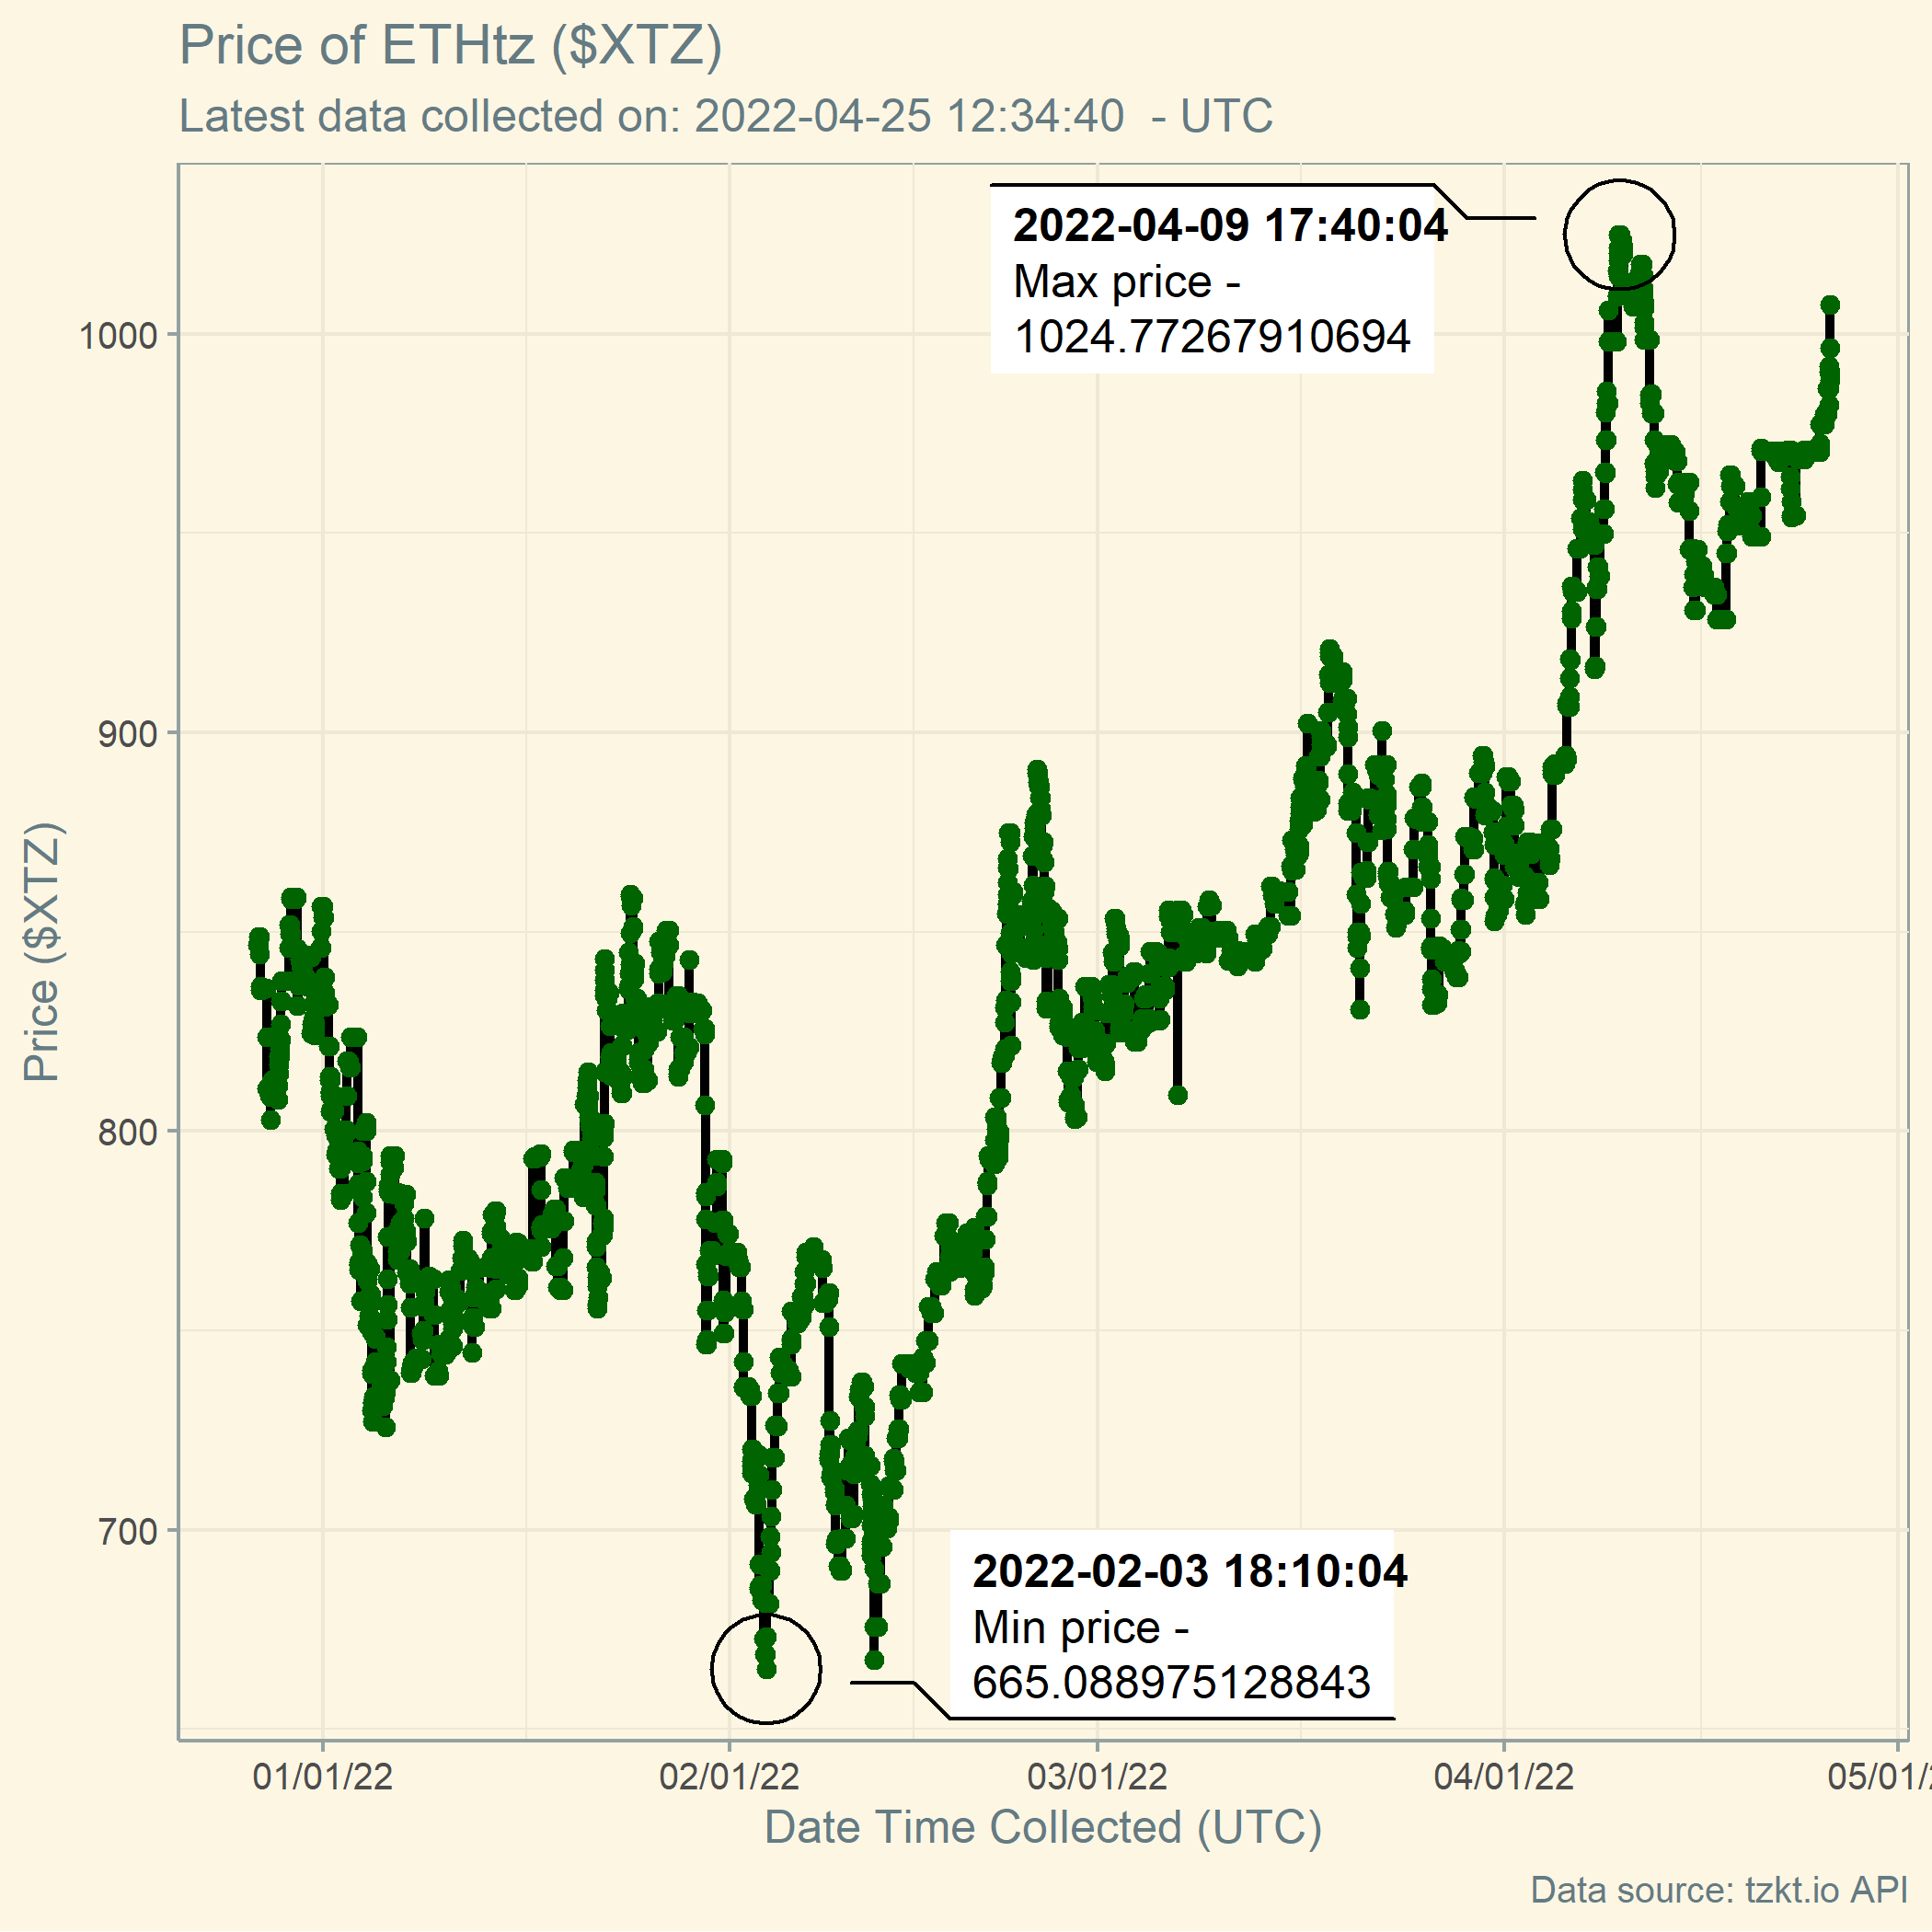 Price of ETHtz ($XTZ)
Latest data collected on: 2022-04-25 12:34:40  - UTC
2022-04-09 17:40:04
Max price -
1024.77267910694
1000
900
800
700
Price ($XTZ)
2022-02-03 18:10:04
Min price -
665.088975128843
01/01/22 02/01/22 03/01/22 04/01/22 05/01/2
Date Time Collected (UTC)
Data source: tzkt.io API